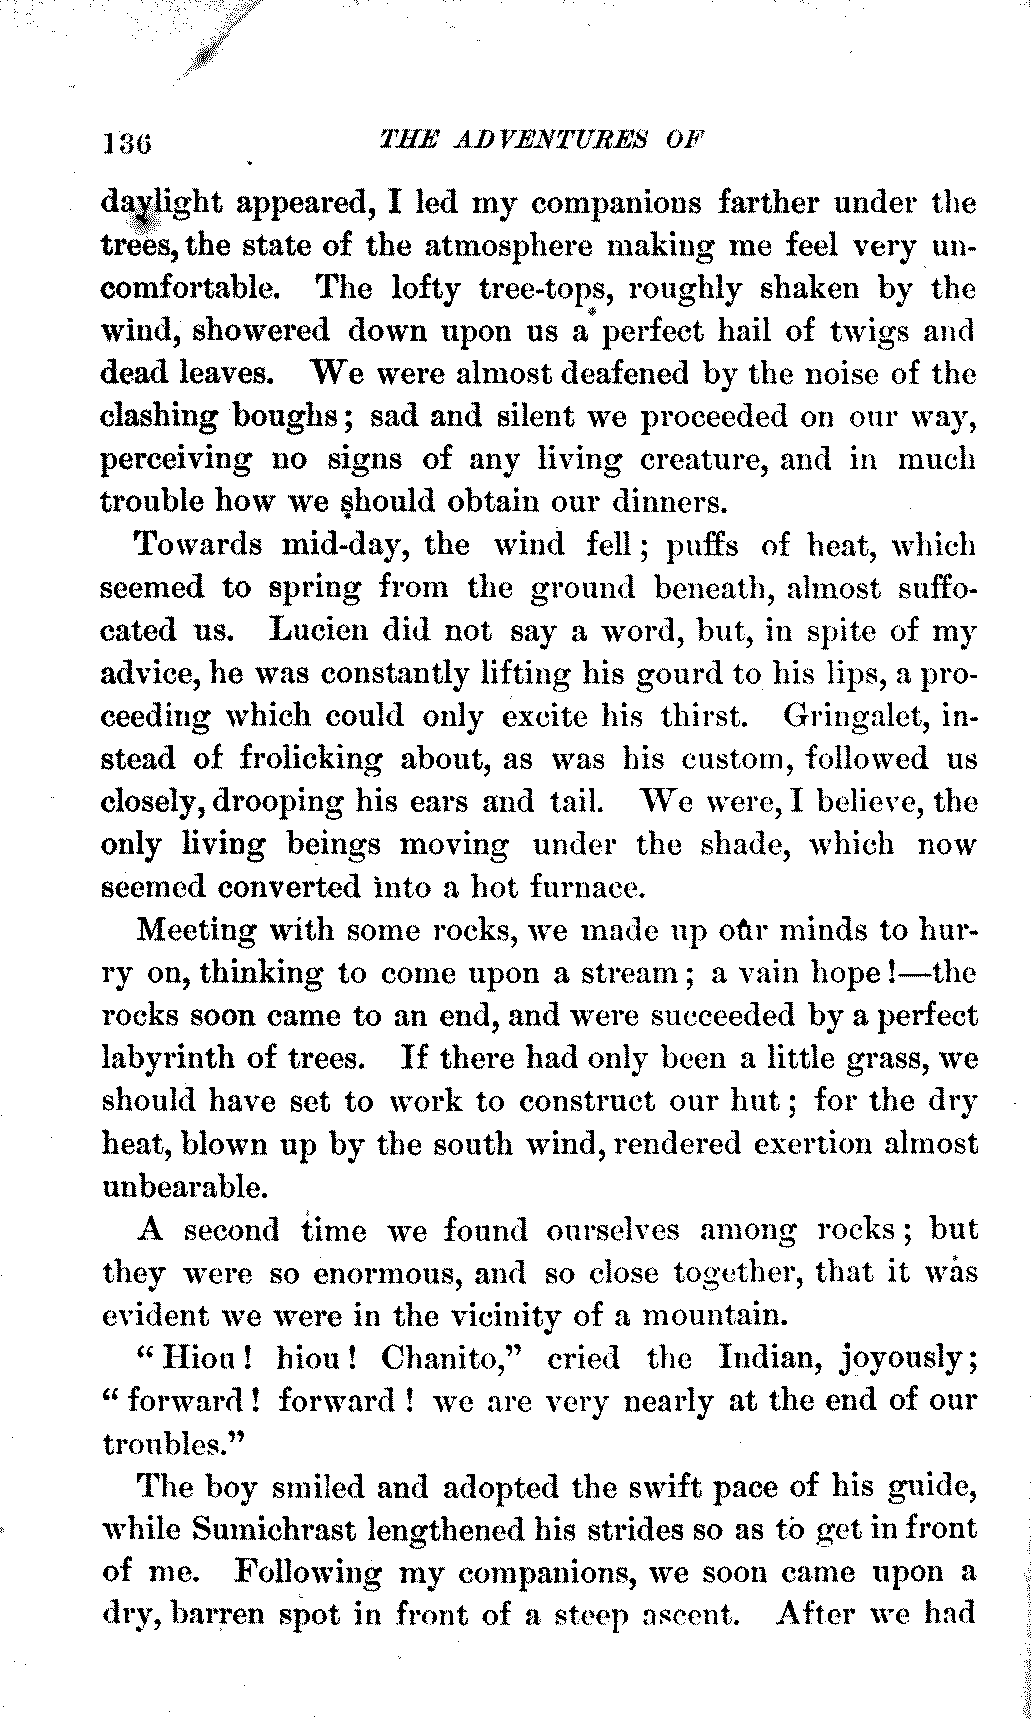 136 THE ADVENTURES OF
daylight appeared, I led my companions farther under the
trees, the state of the atmosphere making me feel very un-
comfortable. The lofty tree-tops, roughly shaken by the
wind, showered down upon us a perfect hail of twigs and
dead leaves. We were almost deafened by the noise of the
clashing boughs; sad and silent we proceeded on our way,
perceiving no signs of any living creature, and in much
trouble how we should obtain our dinners.
Towards mid-day, the wind fell; puffs of heat, which
seemed to spring from the ground beneath, almost suffo-
cated us. Lucien did not say a word, but, in spite of my
advice, he was constantly lifting his gourd to his lips, a pro-
ceeding which could only excite his thirst. Gringalet, in-
stead of frolicking about, as was his custom, followed us
closely, drooping his ears and tail. We were, I believe, the
only living beings moving under the shade, which now
seemed converted into a hot furnace.
Meeting with some rocks, we made up our minds to hur-
ry on, thinking to come upon a stream; a vain hope!—the
rocks soon came to an end, and were succeeded by a perfect
labyrinth of trees. If there had only been a little grass, we
should have set to work to construct our hut; for the dry
heat, blown up by the south wind, rendered exertion almost
unbearable.
A second time we found ourselves among rocks; but
they were so enormous, and so close together, that it was
evident we were in the vicinity of a mountain.
"Hiou! hiou! Chanito," cried the Indian, joyously;
"forward! forward! we are very nearly at the end of our
troubles."
The boy smiled and adopted the swift pace of his guide,
while Sumichrast lengthened his strides so as to get in front
of me. Following my companions, we soon came upon a
dry, barren spot in front of a steep ascent. After we had